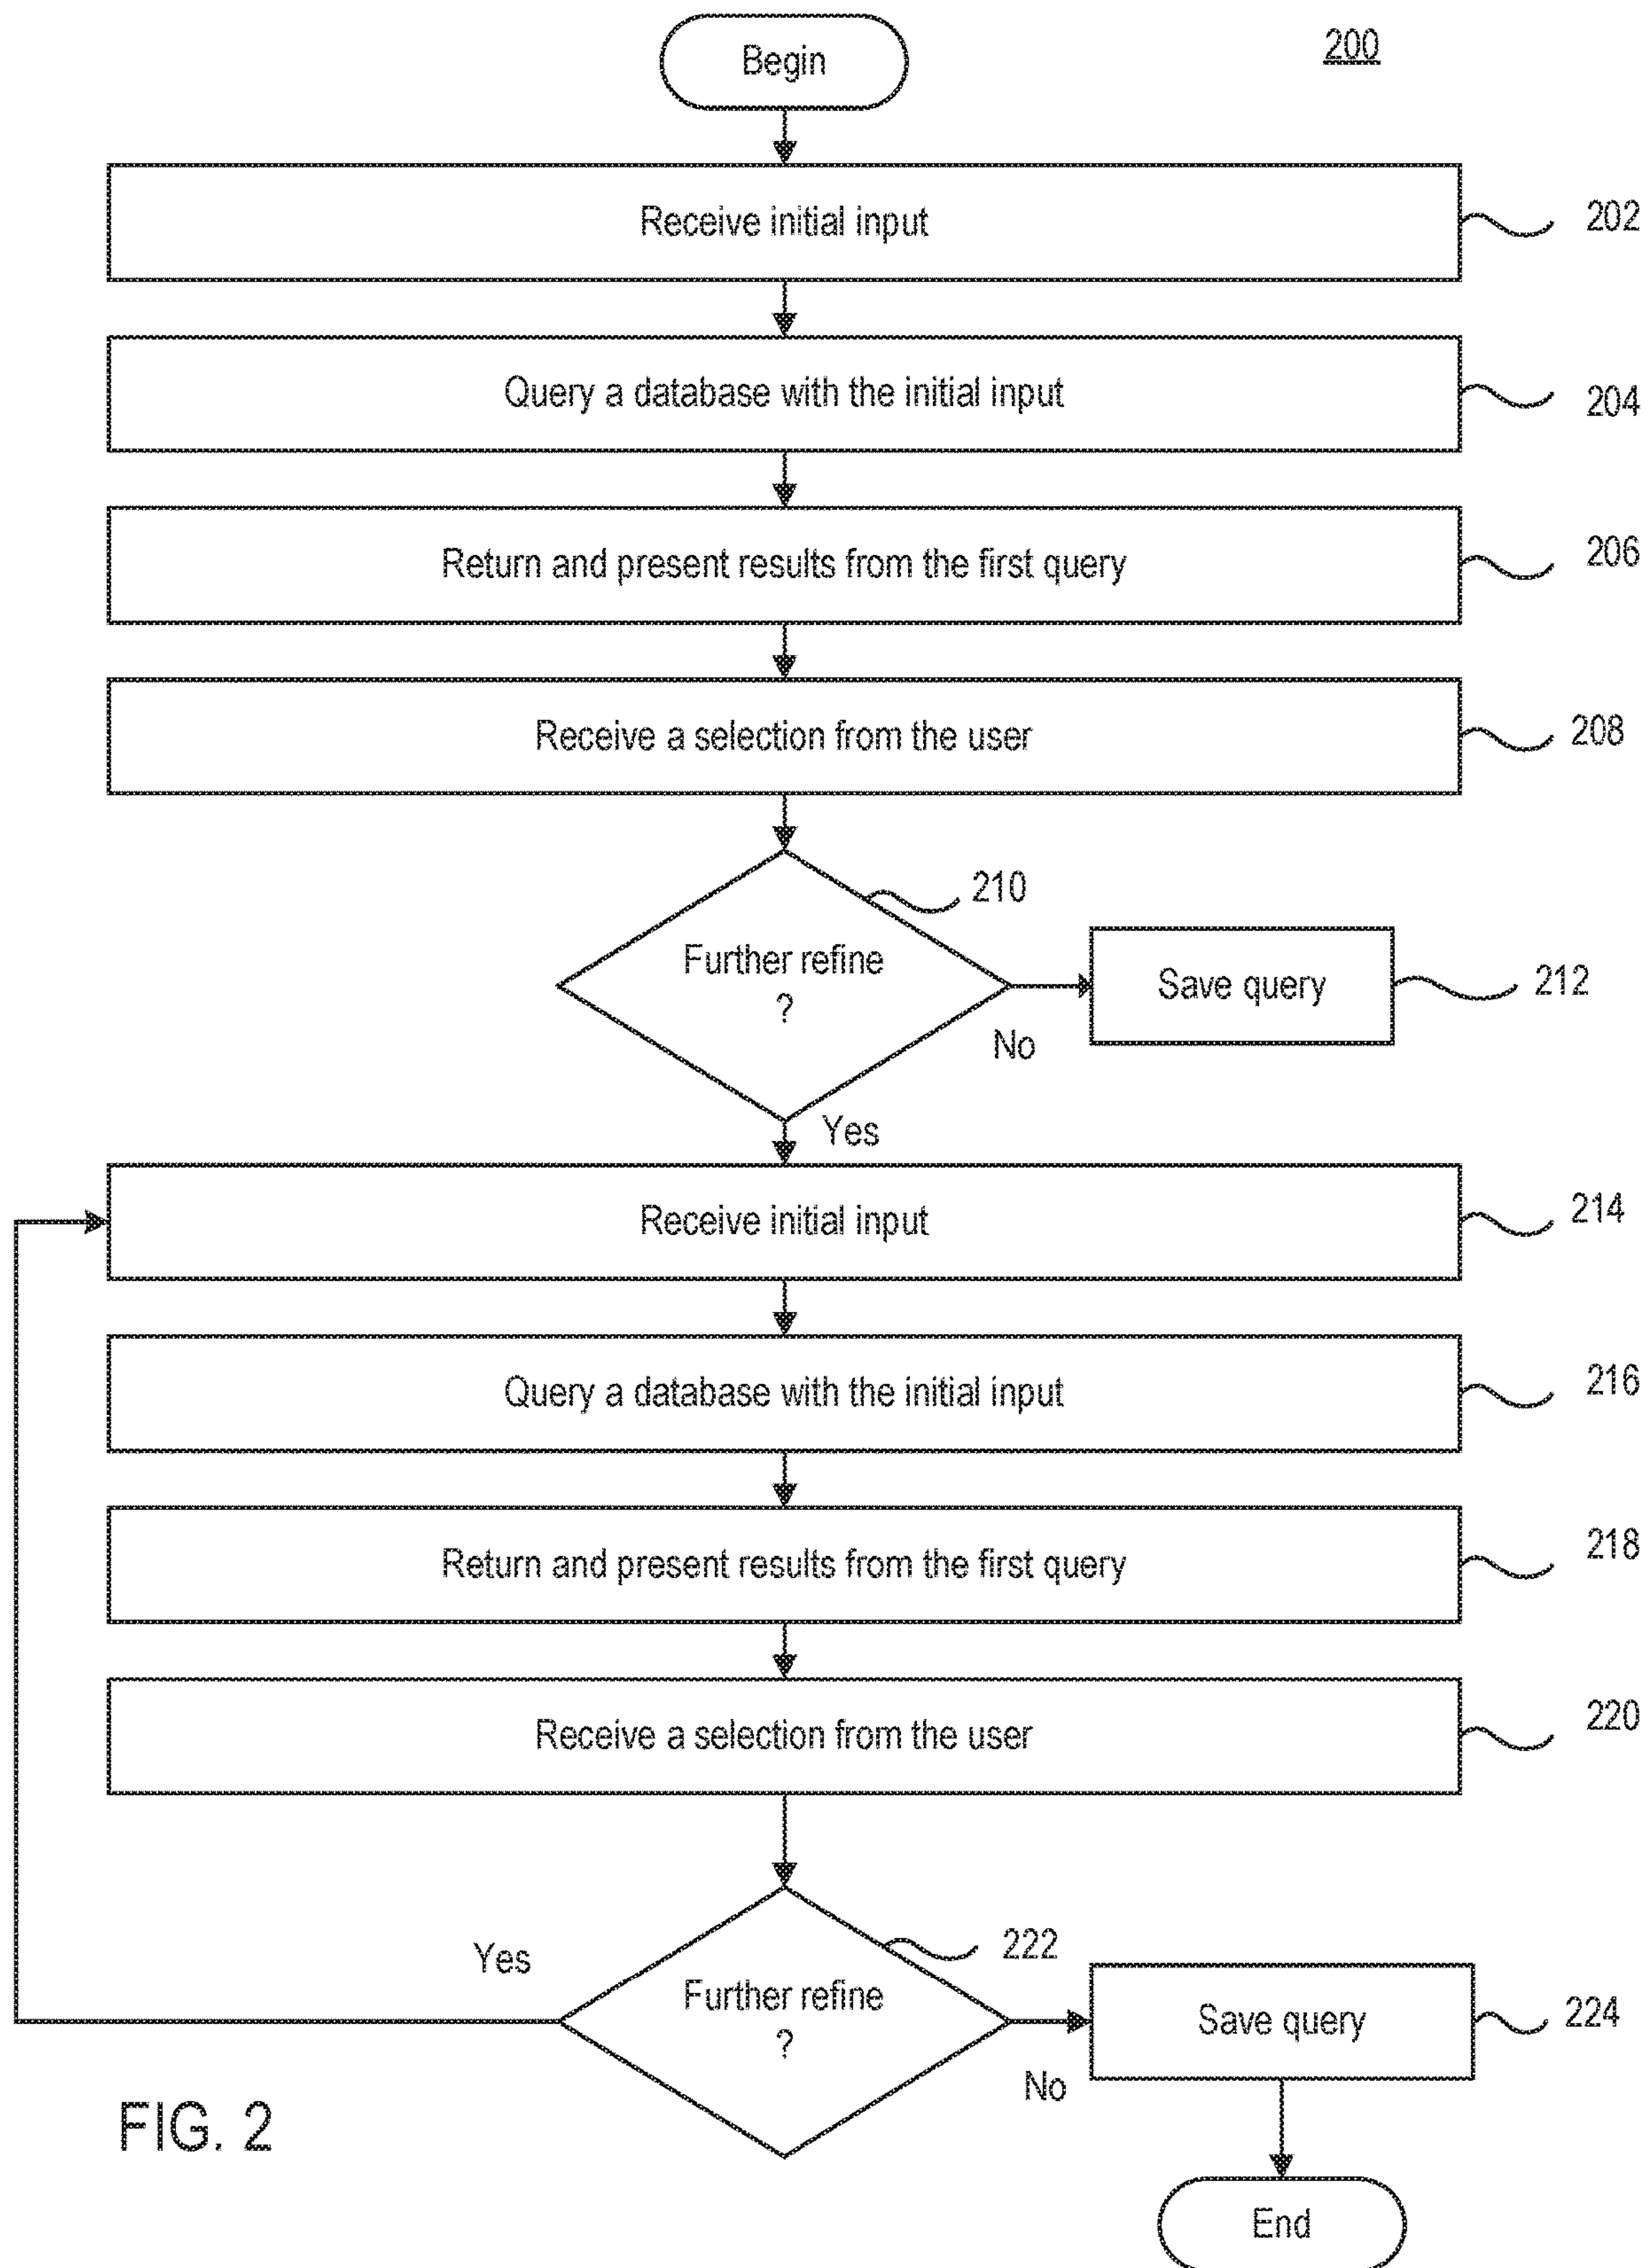 Begin
200
Receive initial input
202
Query a database with the initial input
204
Return and present results from the first query
206
Receive a selection from the user
208
210
Further refine
?
Save query
212
No
Yes
Receive initial input
214
Query a database with the initial input
216
Return and present results from the first query
218
Receive a selection from the user
220
Yes
222
Further refine
?
Save query
224
No
FIG. 2
End